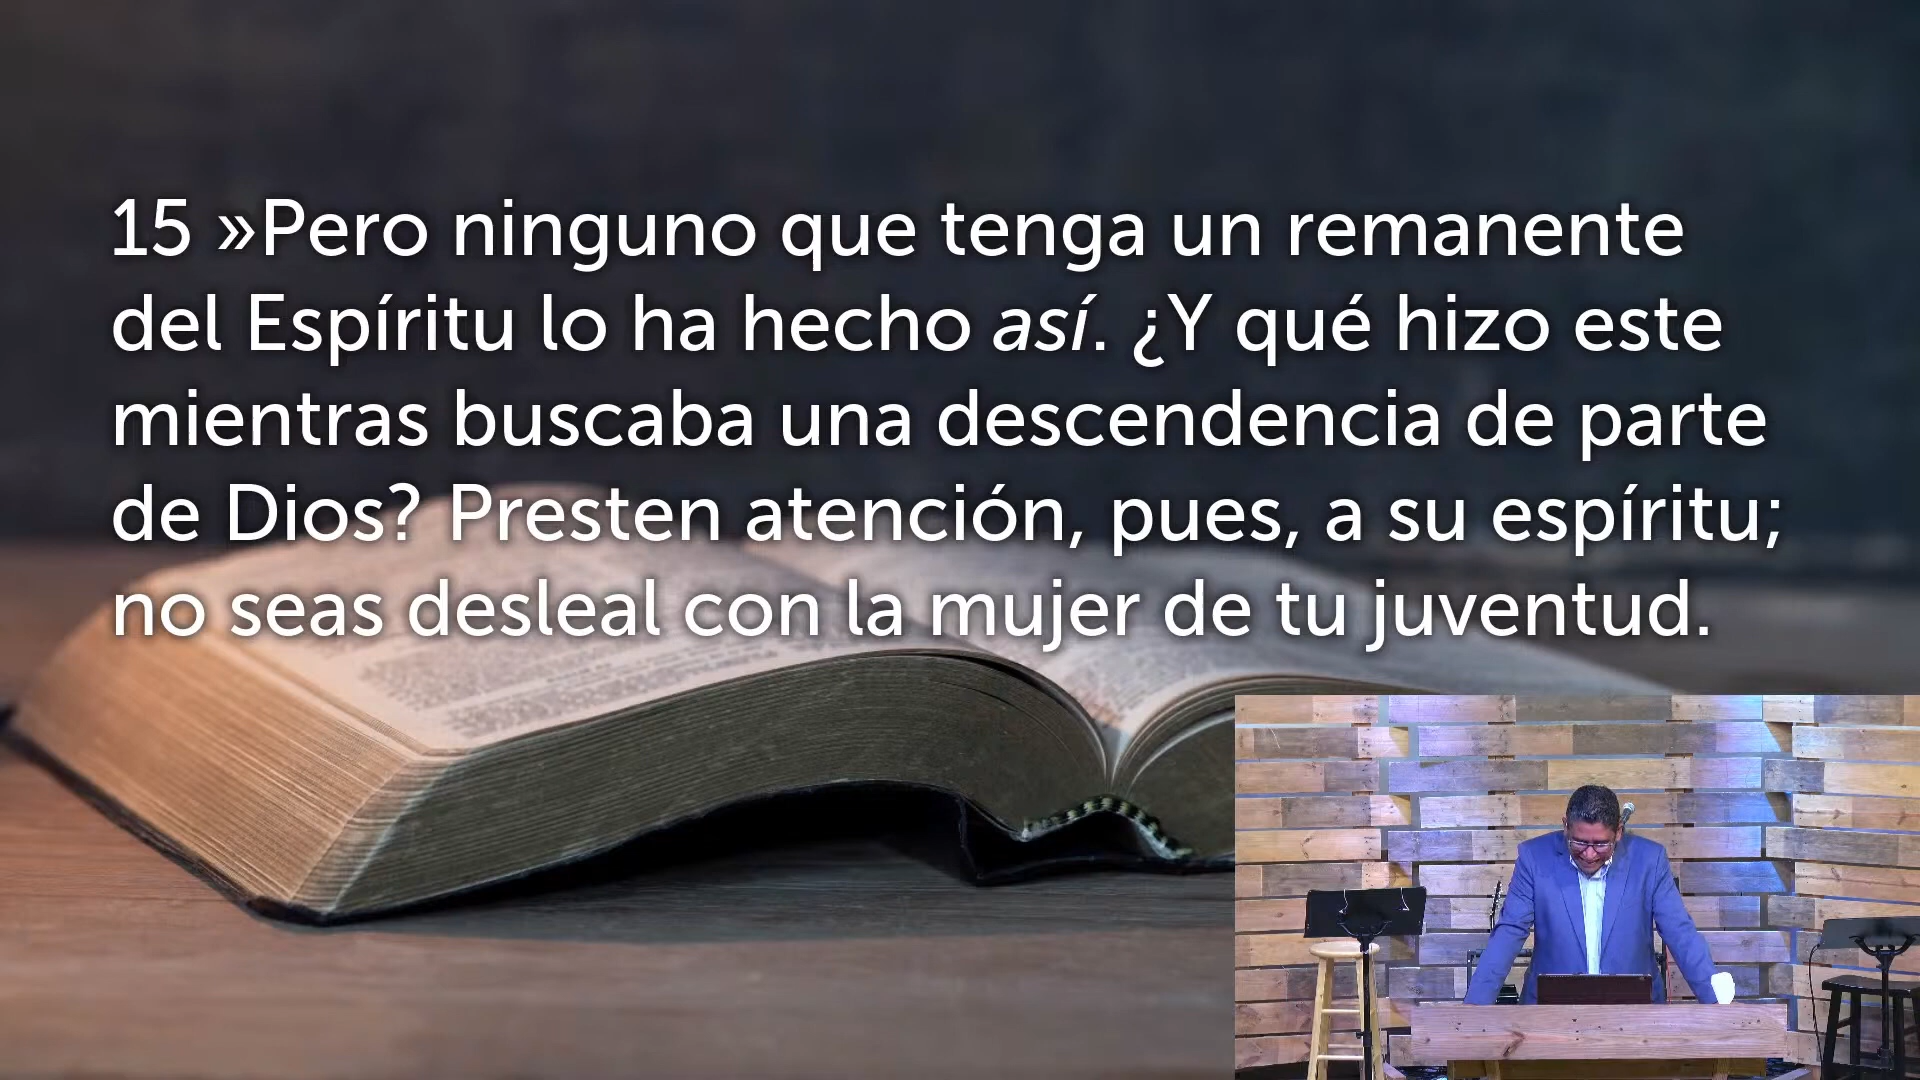 15 »Pero ninguno que tenga un remanente
del Espíritu lo ha hecho así. ¿Y qué hizo este
mientras buscaba una descendencia de parte
de Dios? Presten atención, pues, a su espíritu;
no seas desleal con la mujer de tu juventud.